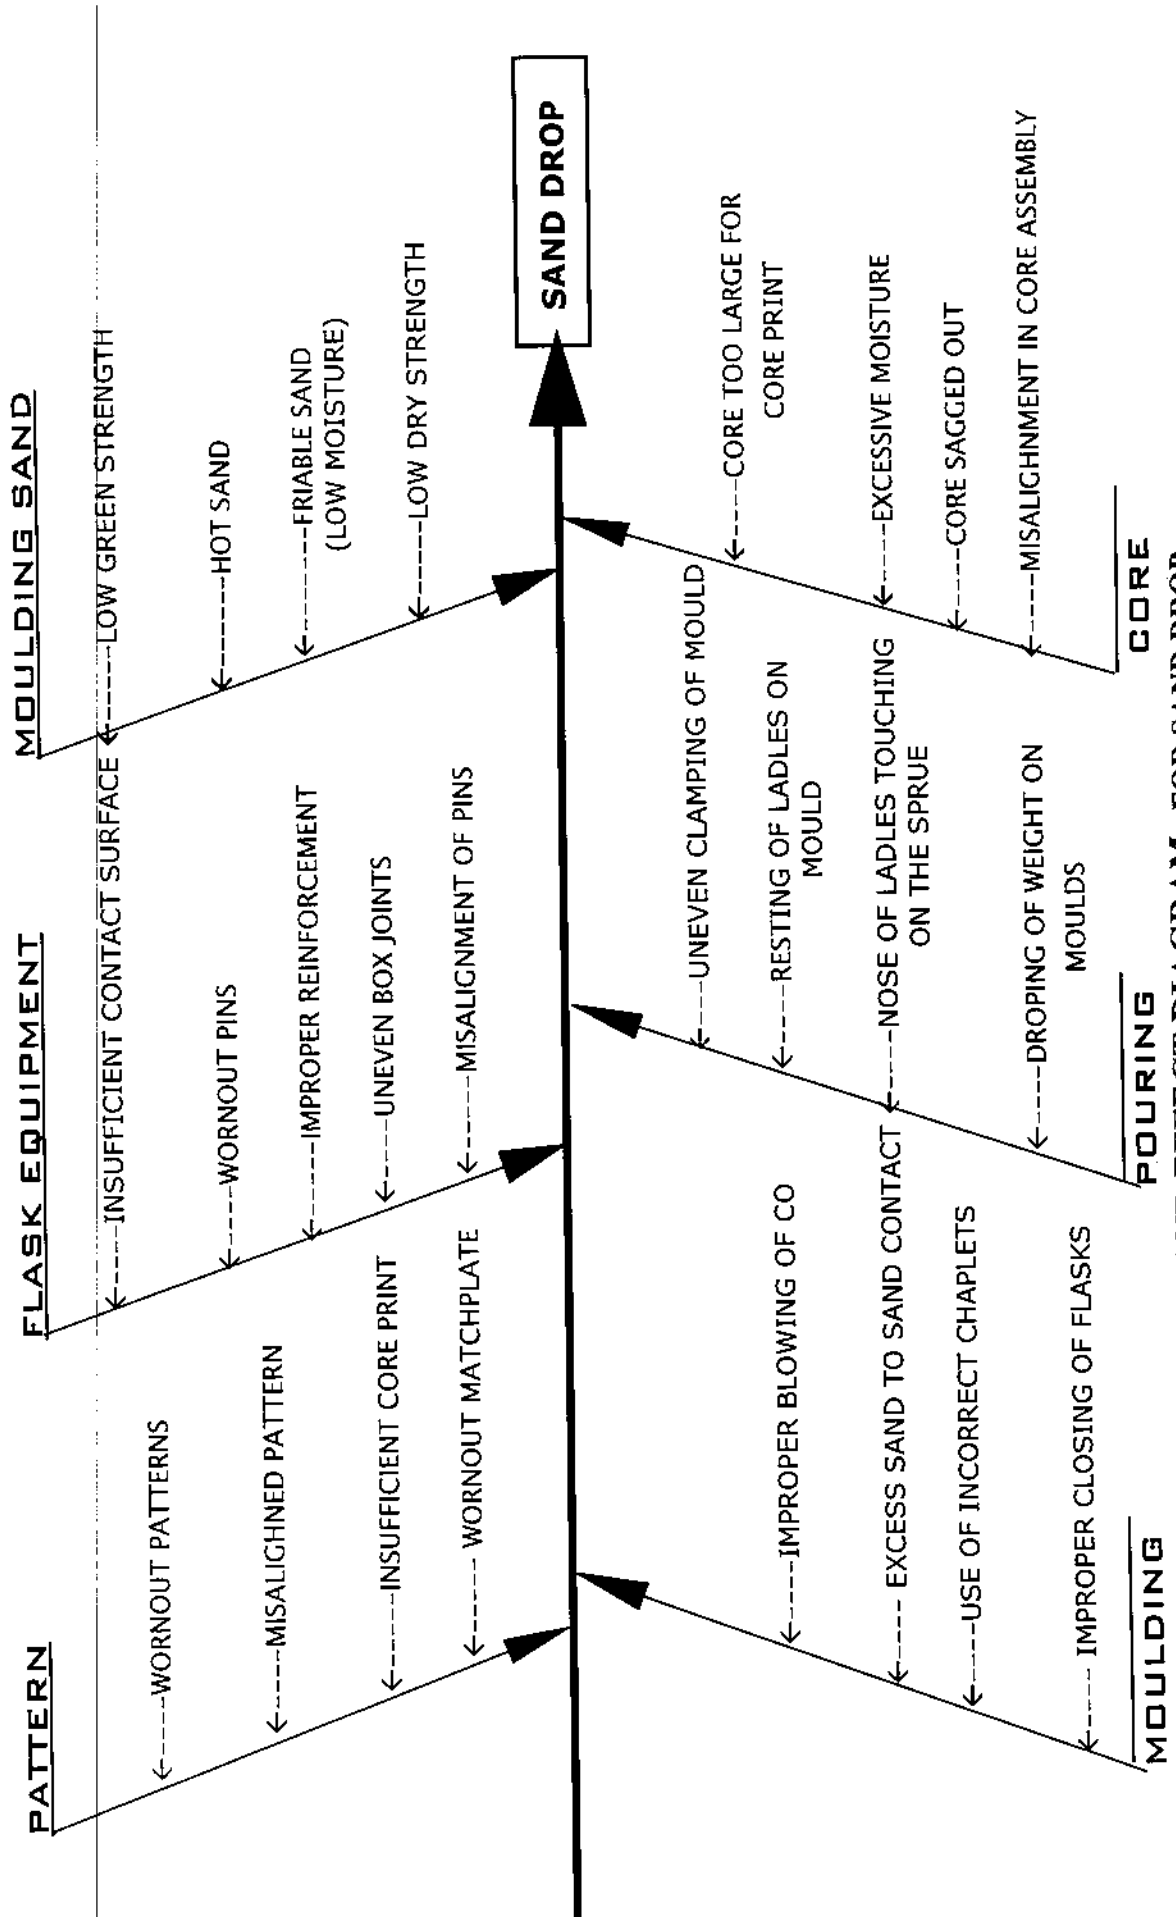 PATTERN
WORNOUT PATTERNS
MISALIGHNED PATTERN
INSUFFICIENT CORE PRINT
WORNOUT MATCHPLATE
FLASK EQUIPMENT
INSUFFICIENT CONTACT SURFACE
WORNOUT PINS
IMPROPER REINFORCEMENT
UNEVEN BOX JOINTS
MISALIGNMENT OF PINS
MOULDING SAND
LOW GREEN STRENGTH
HOT SAND
FRIABLE SAND
(LOW MOISTURE)
LOW DRY STRENGTH
SAND DROP
IMPROPER BLOWING OF CO
EXCESS SAND TO SAND CONTACT
USE OF INCORRECT CHAPLETS
IMPROPER CLOSING OF FLASKS
MOULDING
UNEVEN CLAMPING OF MOULD
RESTING OF LADLES ON
MOULD
NOSE OF LADLES TOUCHING
ON THE SPRUE
DROPING OF WEIGHT ON
MOULDS
POURING
CORE TOO LARGE FOR
CORE PRINT
EXCESSIVE MOISTURE
CORE SAGGED OUT
MISALIGHNMENT IN CORE ASSEMBLY
CORE
DIAGRAM FOR SAND DROP